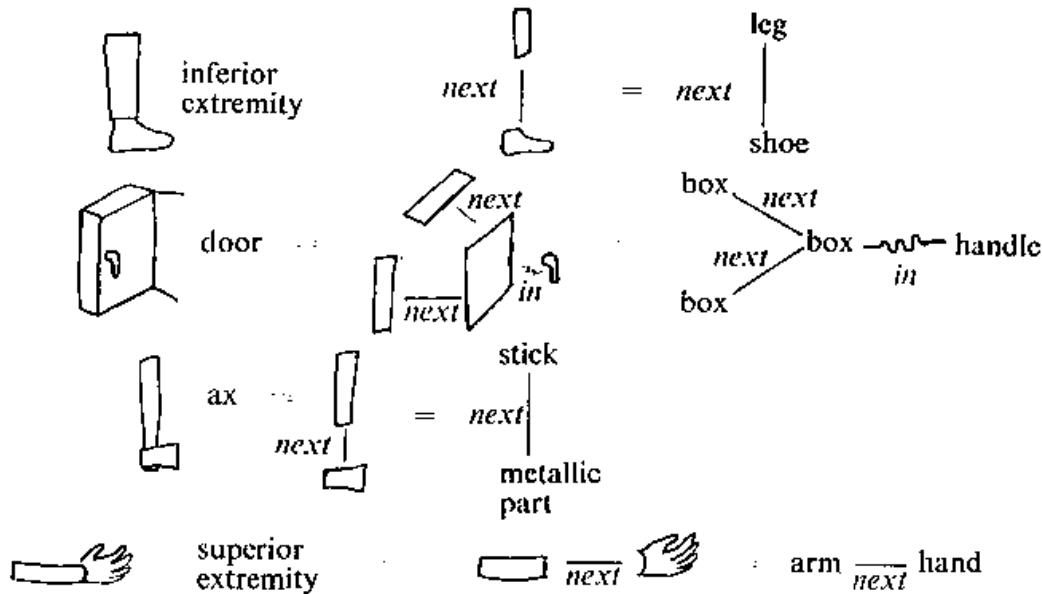 leg
inferior
extremity
next
= next
shoe
box
next
next
door
=
box
handle
in
next
in
next
box
stick
ax
=
= next
next
metallic
part
superior
extremity
next
arm next hand